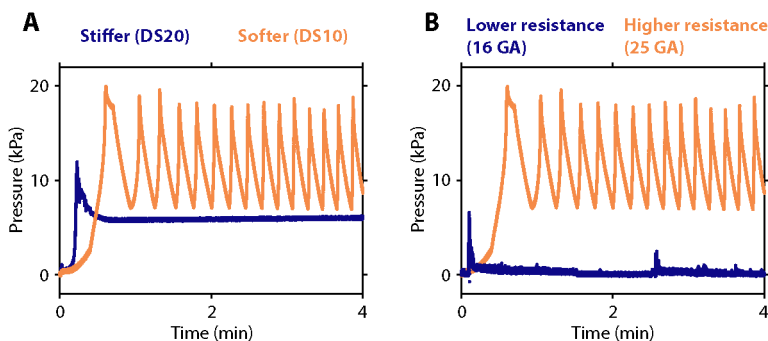 A
Stiffer (DS20) Softer (DS10)
20
10
0
Pressure (kPa)
0 2 4
Time (min)
B
Lower resistance Higher resistance
(16 GA) (25 GA)
20
10
0
Pressure (kPa)
0 2 4
Time (min)